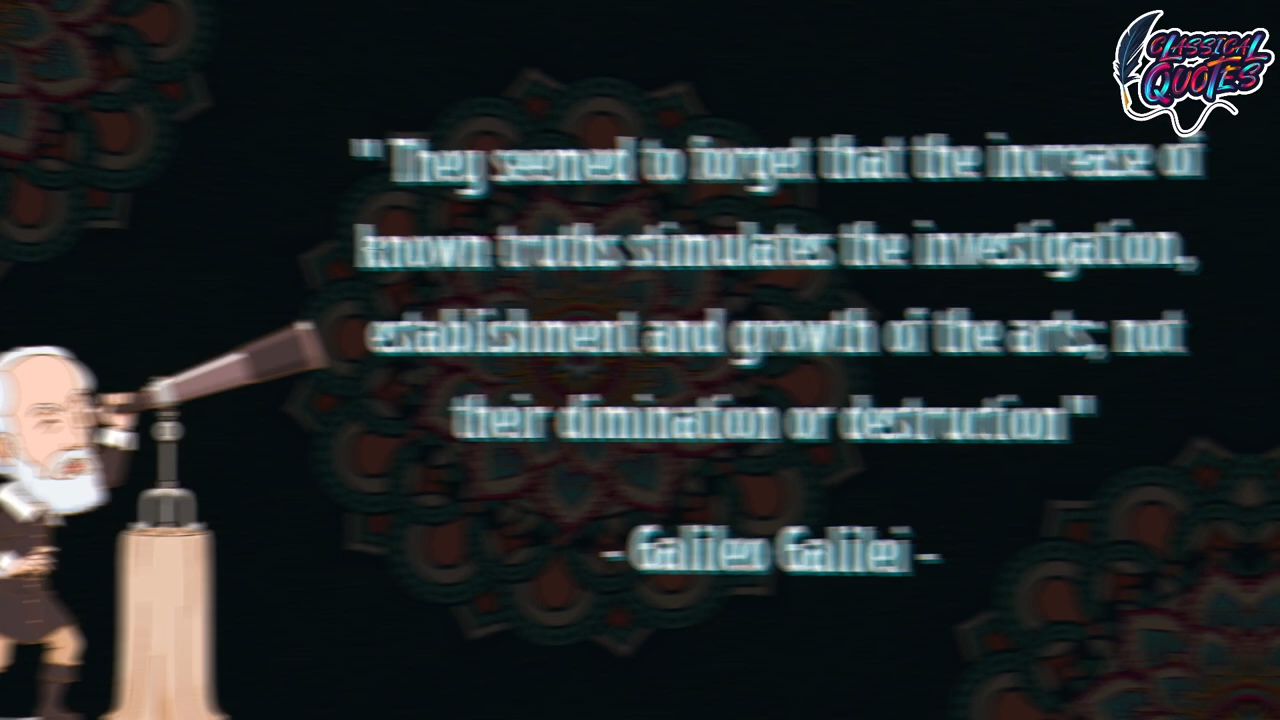 CLASSICAL
QUOTES
" They seemed to forget that the increase of
known truths stimulates the investigation,
establishment and growth of the arts; not
their dimination or destruction"
- Galileo Galilei -